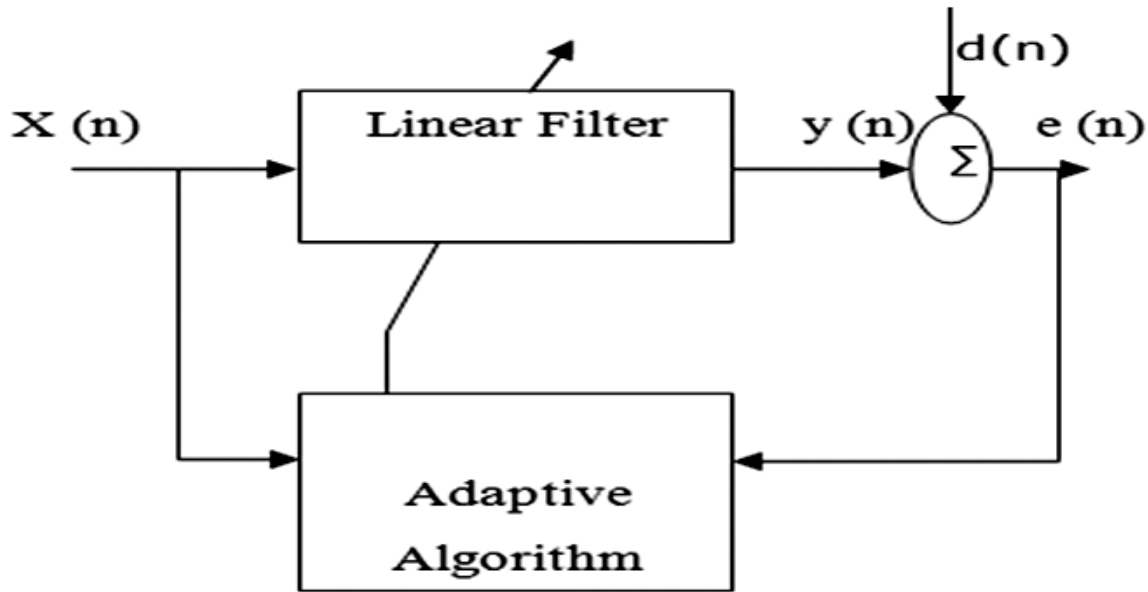 d(n)
X (n)
Linear Filter
y (n)
Σ
e (n)
Adaptive
Algorithm